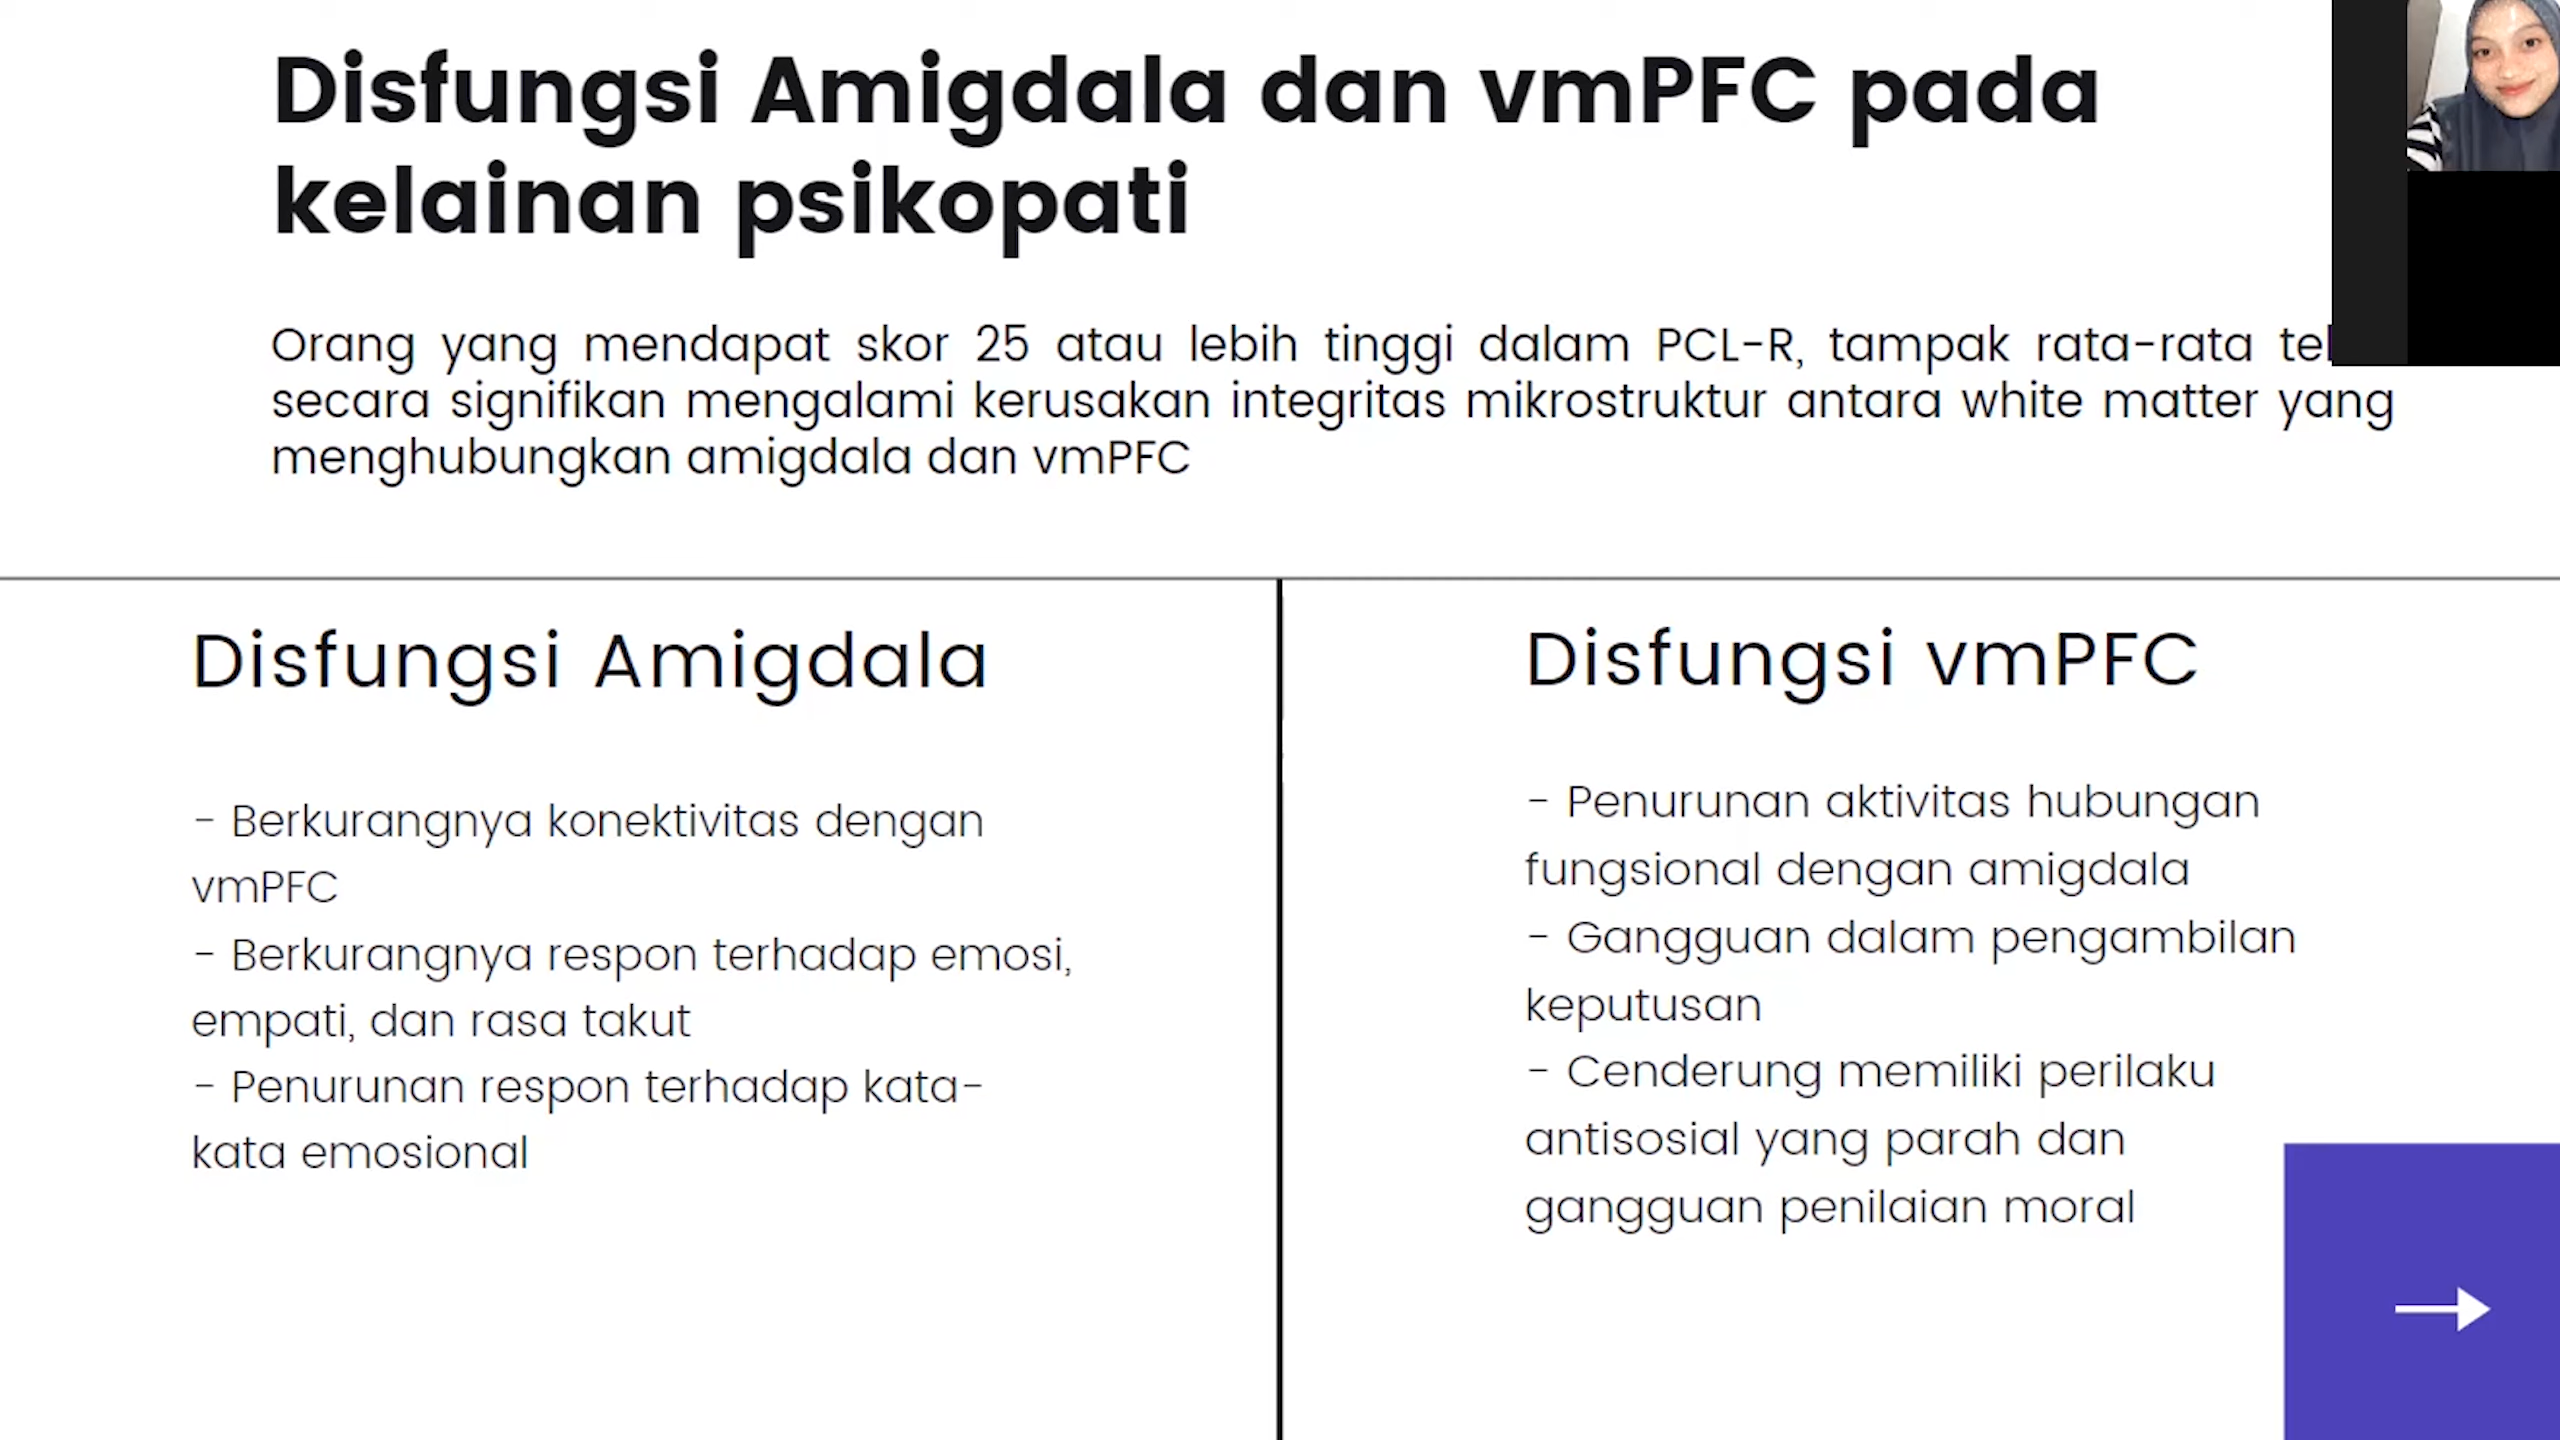 Disfungsi Amigdala dan vmPFC pada
kelainan psikopati
Orang yang mendapat skor 25 atau lebih tinggi dalam PCL-R, tampak rata-rata
secara signifikan mengalami kerusakan integritas mikrostruktur antara white matter yang
menghubungkan amigdala dan vmPFC
Disfungsi Amigdala
- Berkurangnya konektivitas dengan
vmPFC
- Berkurangnya respon terhadap emosi,
empati, dan rasa takut
- Penurunan respon terhadap kata-
kata emosional
Disfungsi vmPFC
- Penurunan aktivitas hubungan
fungsional dengan amigdala
- Gangguan dalam pengambilan
keputusan
- Cenderung memiliki perilaku
antisosial yang parah dan
gangguan penilaian moral